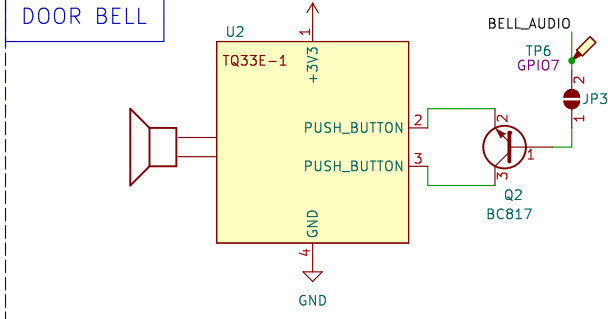 DOOR BELL
BELL_AUDIO
U2
1
TQ33E-1
+3V3
TP6
GPIO7
2
JP3
1
PUSH_BUTTON
2
2
PUSH_BUTTON
3
1
3
Q2
BC817
GND
4
GND